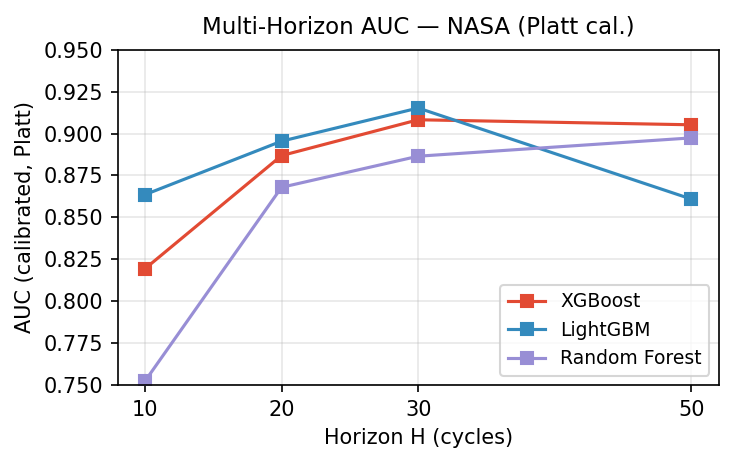 Multi-Horizon AUC — NASA (Platt cal.)
AUC (calibrated, Platt)
0.950
0.925
0.900
0.875
0.850
0.825
0.800
0.775
0.750
XGBoost
LightGBM
Random Forest
10 20 30 50
Horizon H (cycles)